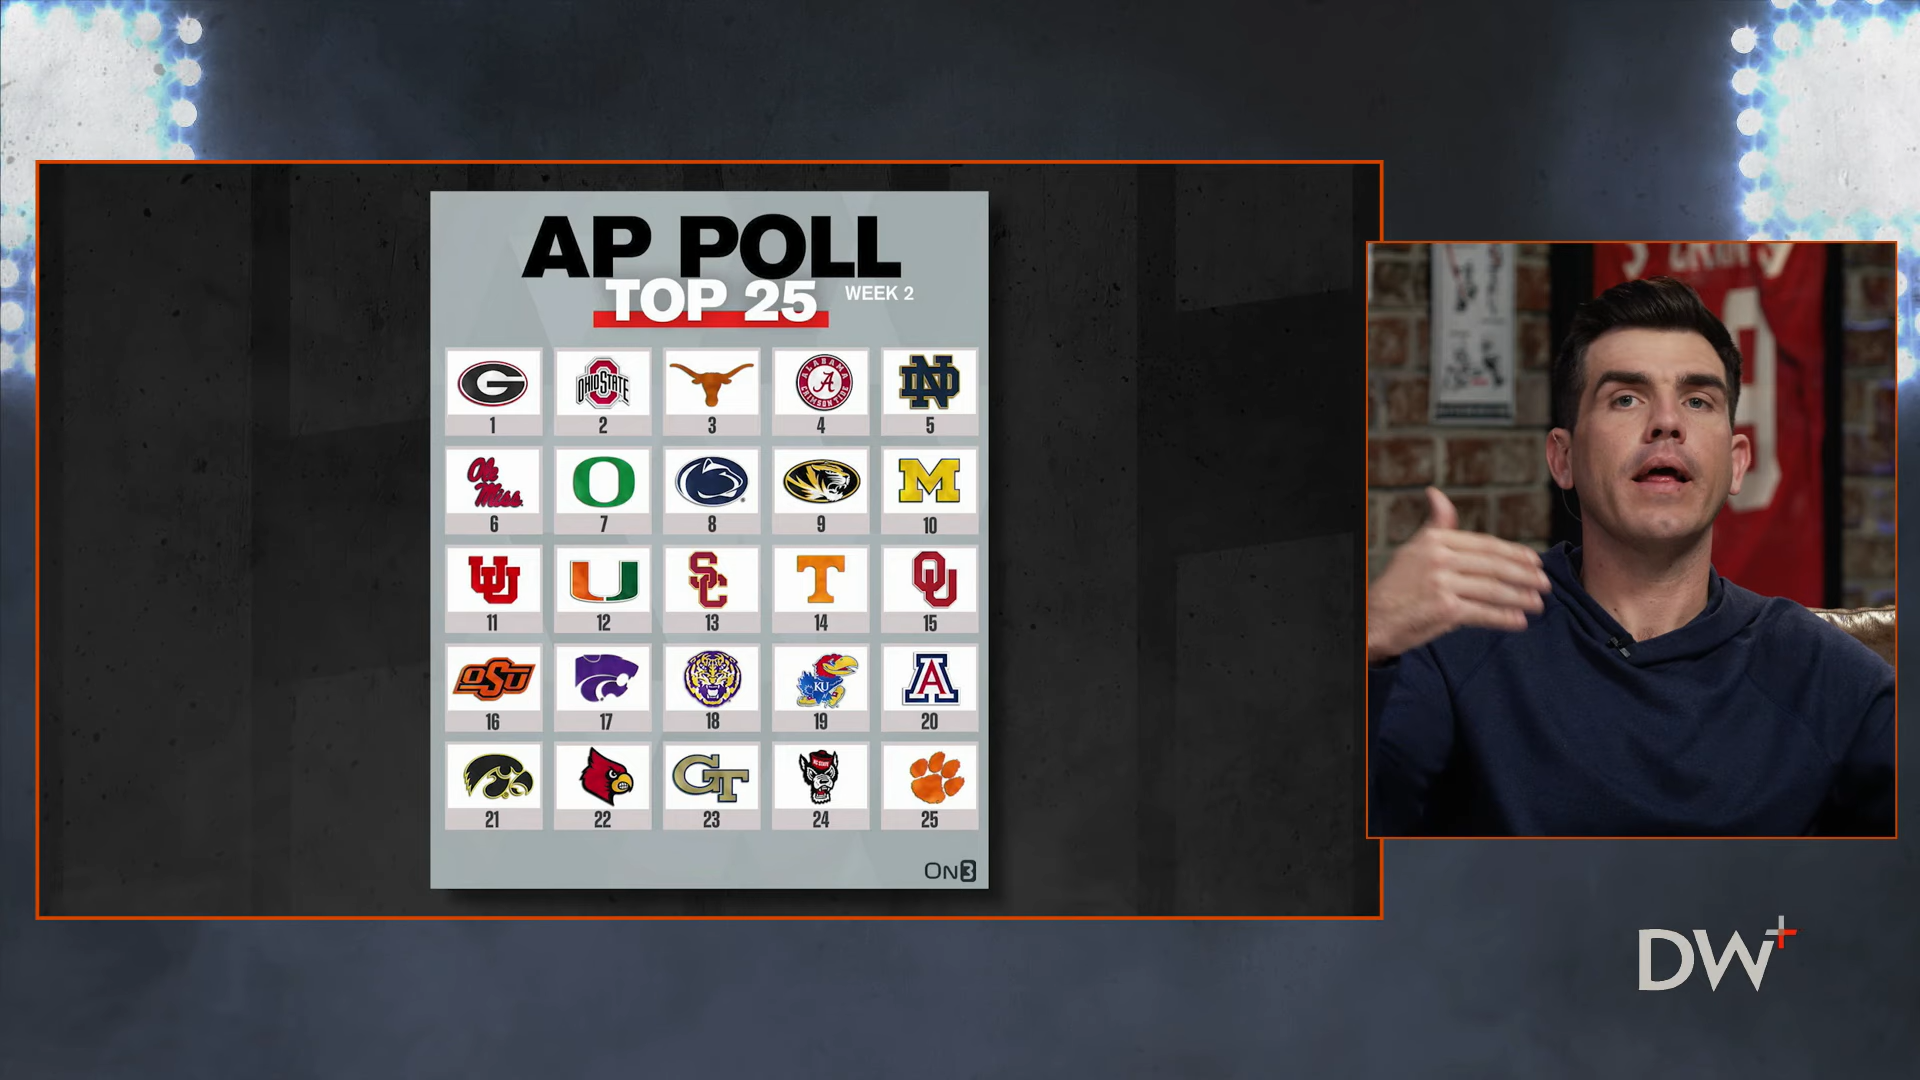 AP POLL
TOP 25 WEEK 2
G OHIO STATE ALABAMA A CRIMSON TIDE ND
1 2 3 4 5
Ole Miss O M
6 7 8 9 10
UU U SC T OU
11 12 13 14 15
OSU KU A
16 17 18 19 20
GT NC STATE
21 22 23 24 25
ON3
9
DW+